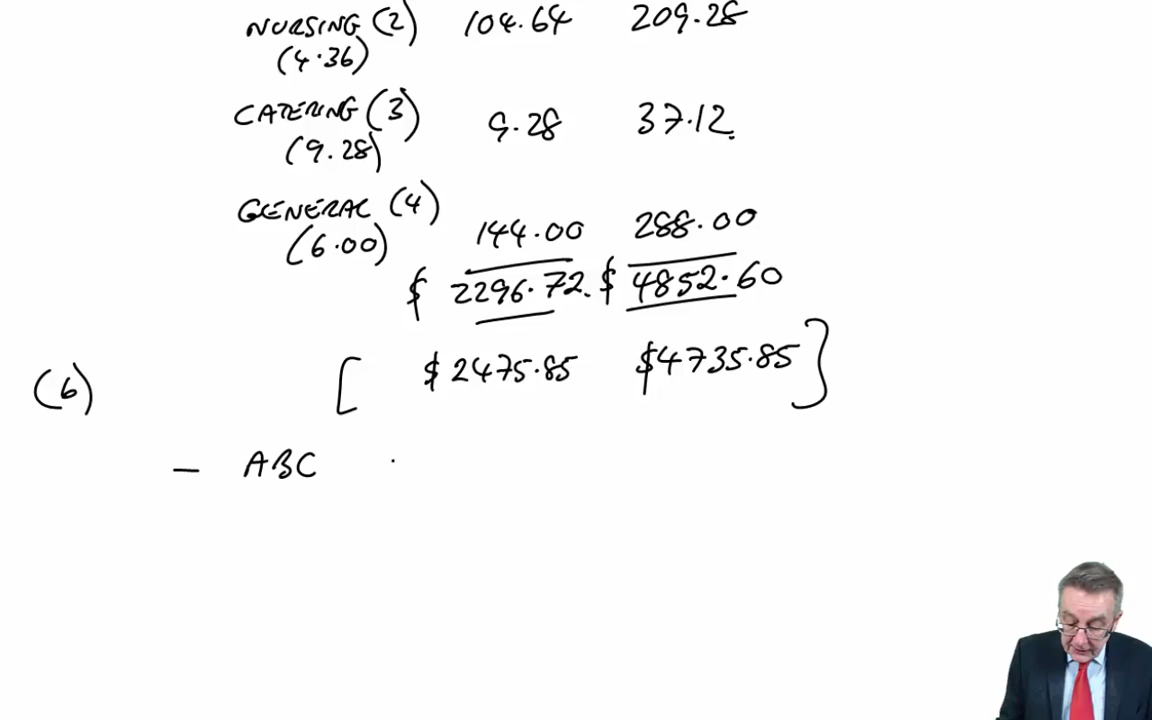 NURSING (2) 104.64 209.28
(4.36)
CATERING (3) 9.28 37.12
(9.28)
GENERAL (4) 144.00 288.00
(6.00)
$ 2296.72 $ 4852.60
(6) [ $2475.85 $4735.85 ]
— ABC